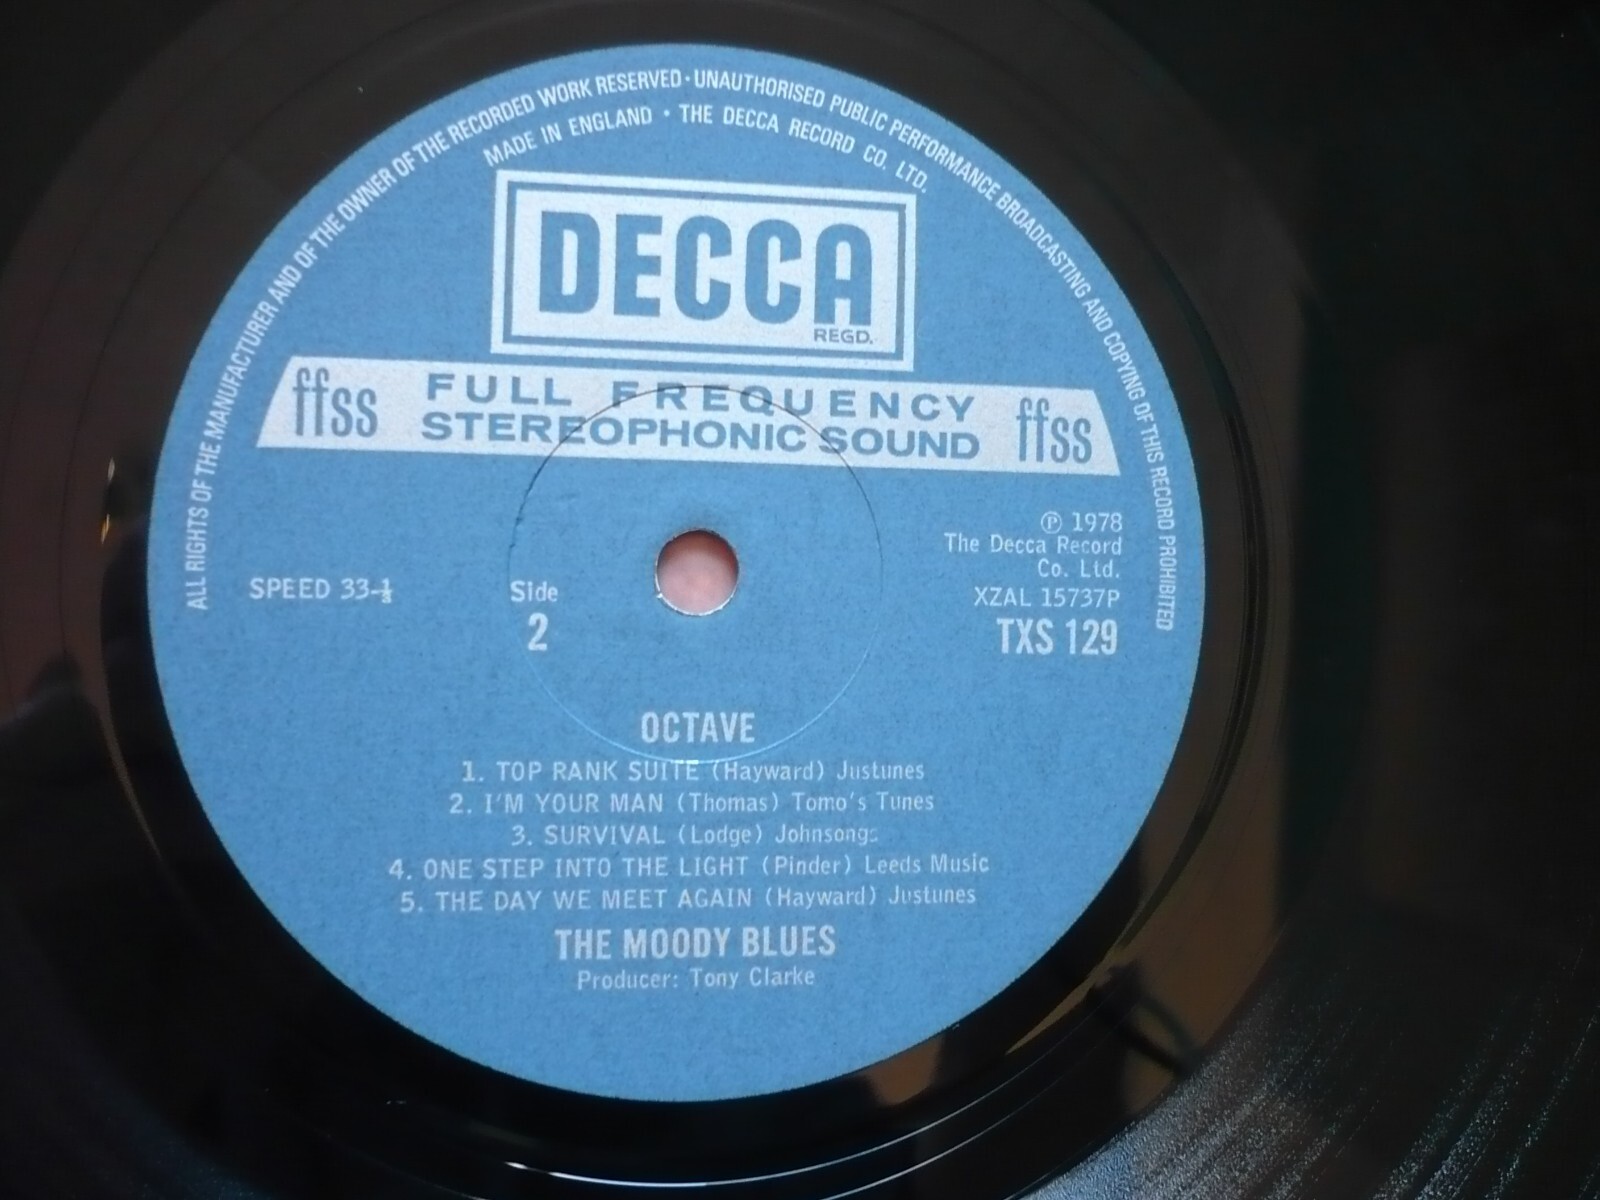 ALL RIGHTS OF THE MANUFACTURER AND OF THE OWNER OF THE RECORDED WORK RESERVED · UNAUTHORISED PUBLIC PERFORMANCE BROADCASTING AND COPYING OF THIS RECORD PROHIBITED
MADE IN ENGLAND · THE DECCA RECORD CO. LTD.
DECCA
REGD.
ffss FULL FREQUENCY STEREOPHONIC SOUND ffss
℗ 1978
The Decca Record
Co. Ltd.
SPEED 33-⅓
Side
2
XZAL 15737P
TXS 129
OCTAVE
1. TOP RANK SUITE (Hayward) Justunes
2. I'M YOUR MAN (Thomas) Tomo's Tunes
3. SURVIVAL (Lodge) Johnsongs
4. ONE STEP INTO THE LIGHT (Pinder) Leeds Music
5. THE DAY WE MEET AGAIN (Hayward) Justunes
THE MOODY BLUES
Producer: Tony Clarke